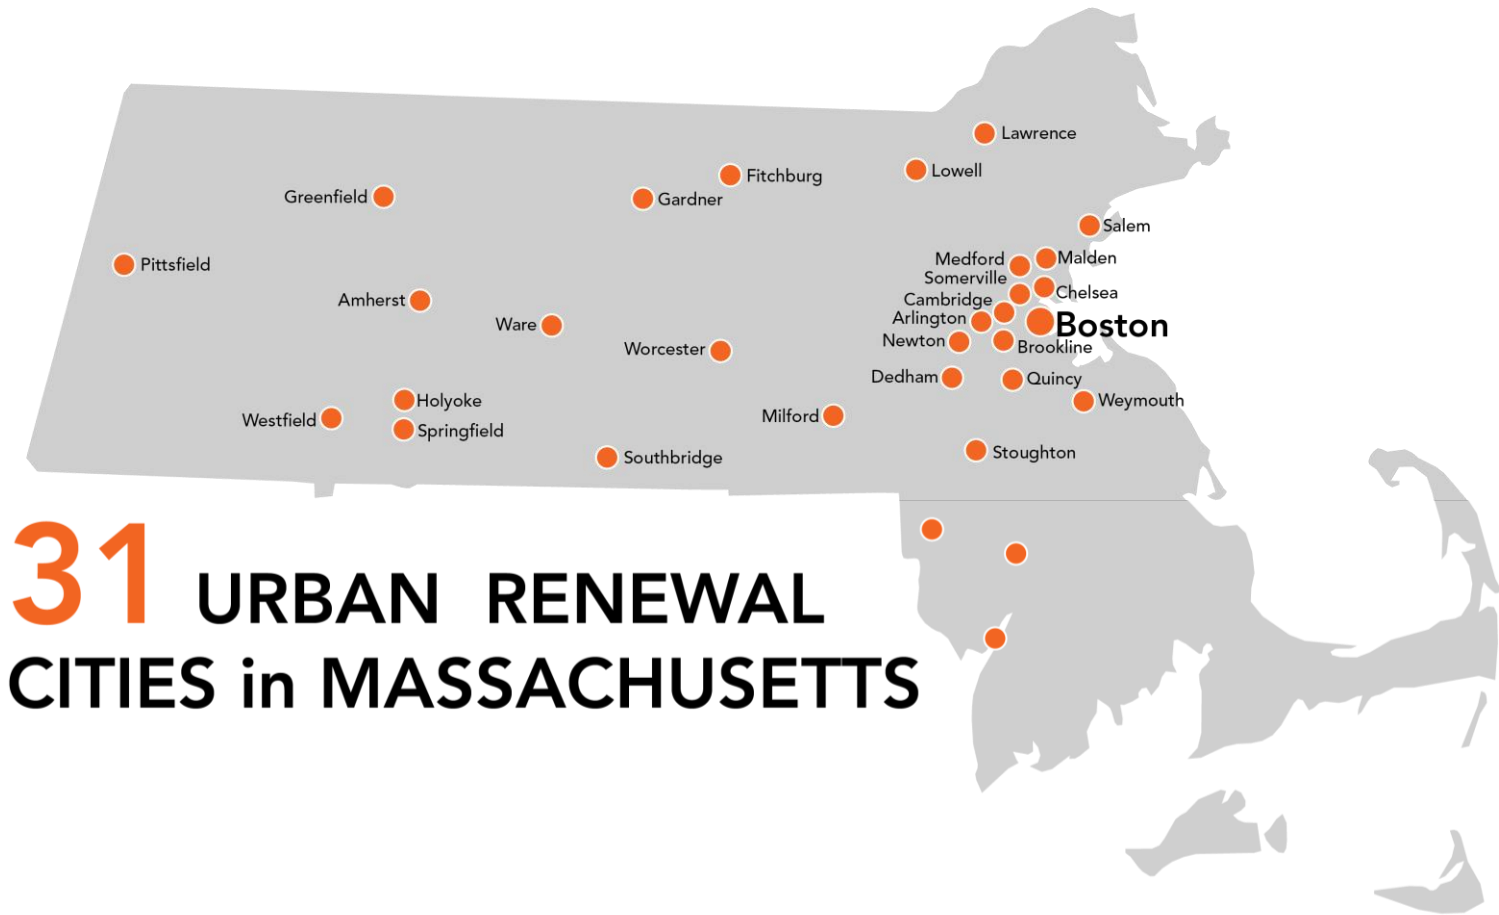 Lawrence
Lowell
Fitchburg
Greenfield
Gardner
Salem
Medford
Malden
Pittsfield
Somerville
Chelsea
Amherst
Cambridge
Arlington
Ware
Boston
Newton
Brookline
Worcester
Dedham
Quincy
Holyoke
Weymouth
Westfield
Milford
Springfield
Stoughton
Southbridge
31 URBAN RENEWAL
CITIES in MASSACHUSETTS